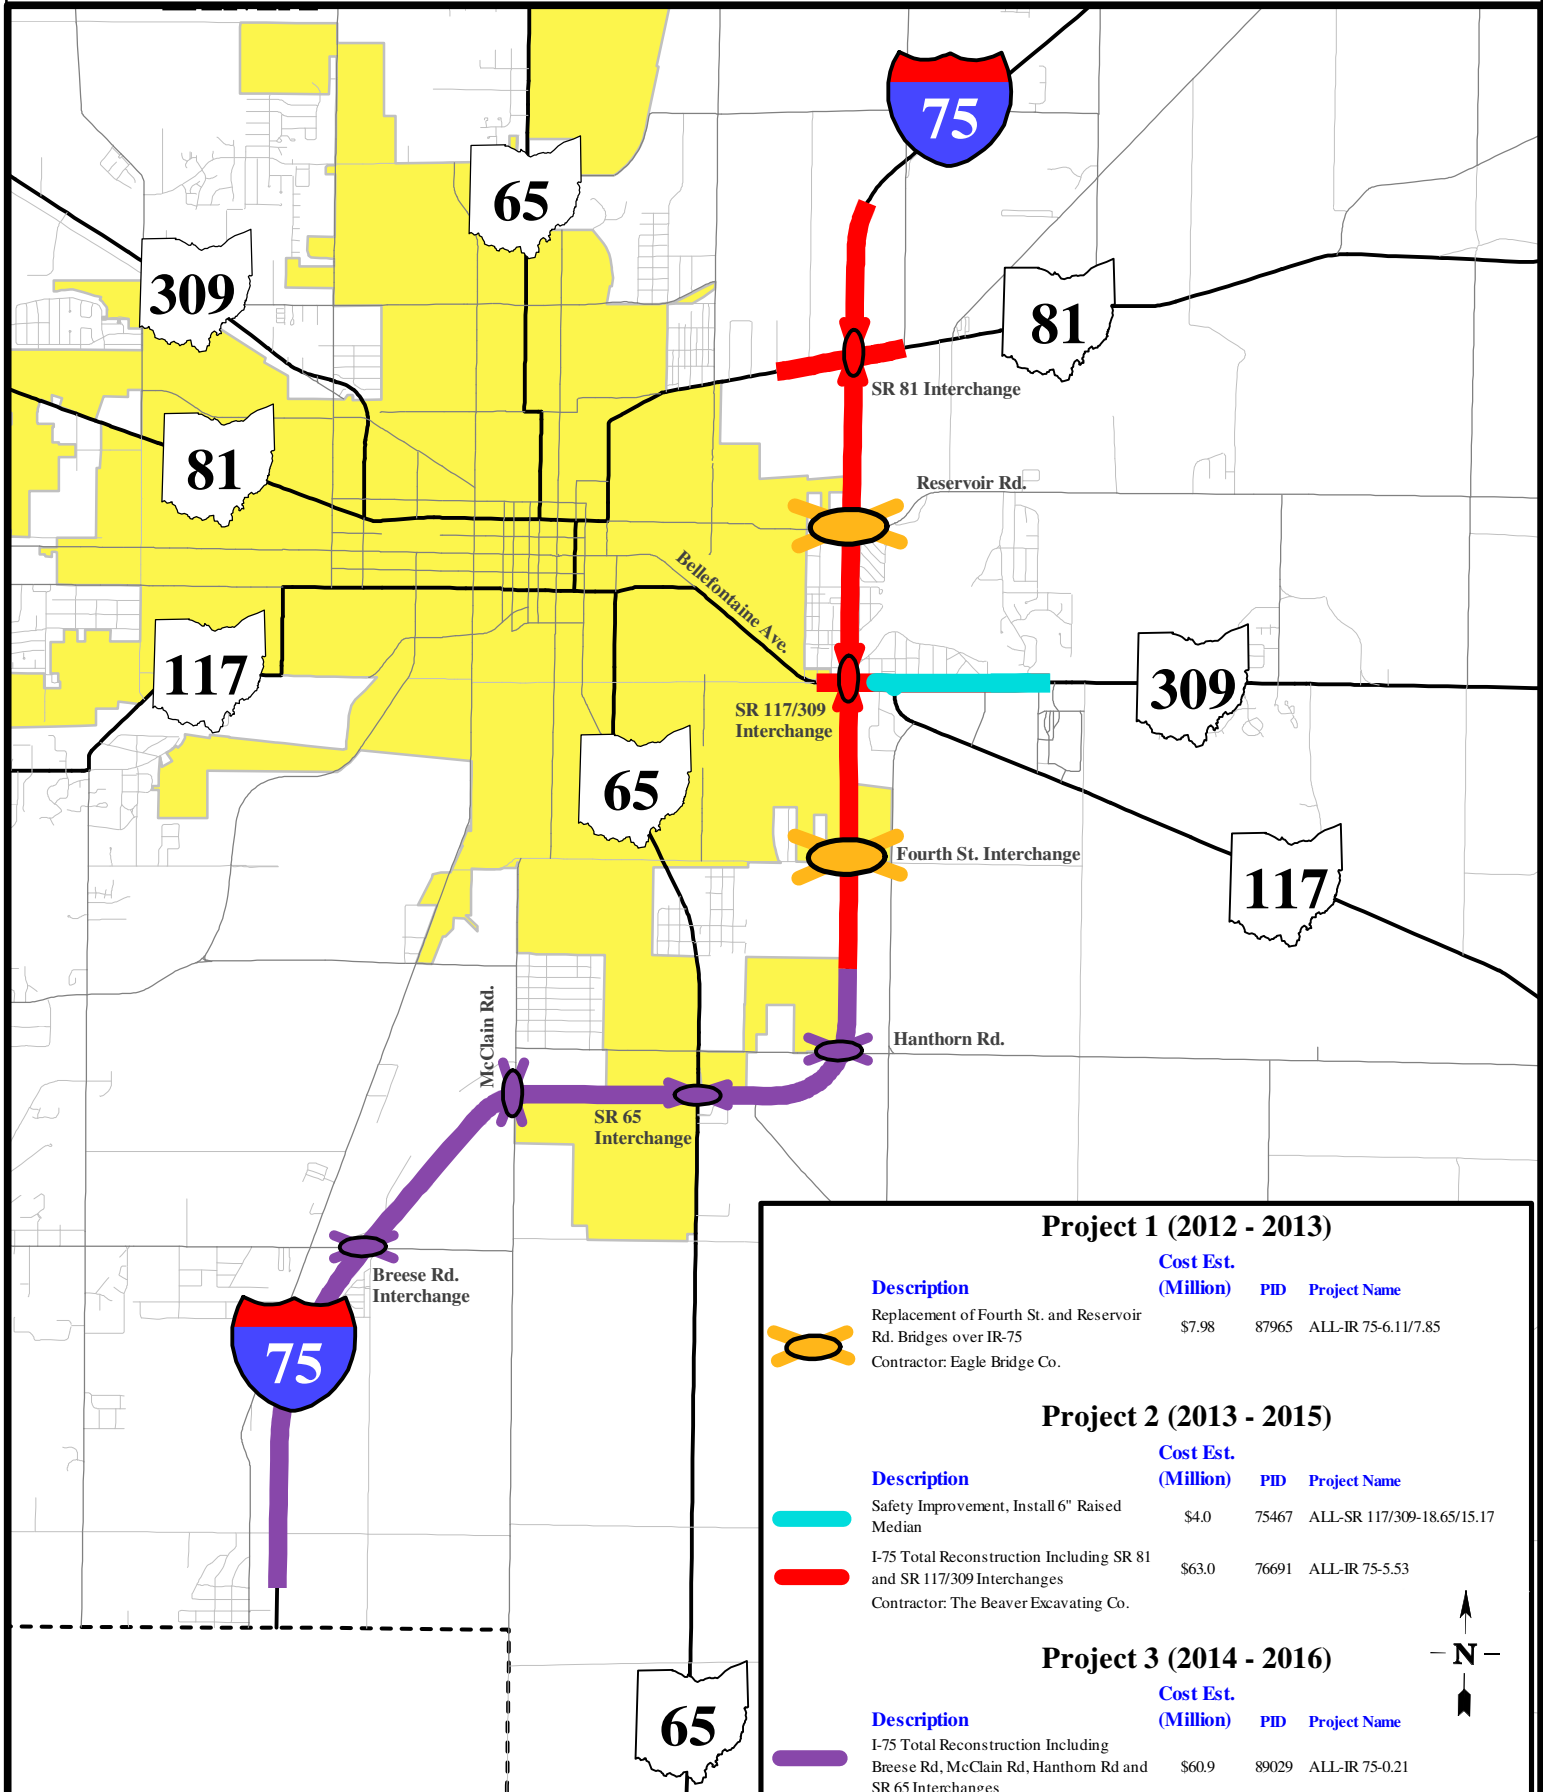 75
65
309
81
SR 81 Interchange
81
Reservoir Rd.
Bellefontaine Ave.
117
309
SR 117/309
Interchange
65
Fourth St. Interchange
117
McClain Rd.
Hanthorn Rd.
SR 65
Interchange
Breese Rd.
Interchange
75
65
Project 1 (2012 - 2013)
Cost Est.
Description (Million) PID Project Name
Replacement of Fourth St. and Reservoir
Rd. Bridges over IR-75 $7.98 87965 ALL-IR 75-6.11/7.85
Contractor: Eagle Bridge Co.
Project 2 (2013 - 2015)
Cost Est.
Description (Million) PID Project Name
Safety Improvement, Install 6" Raised
Median $4.0 75467 ALL-SR 117/309-18.65/15.17
I-75 Total Reconstruction Including SR 81
and SR 117/309 Interchanges $63.0 76691 ALL-IR 75-5.53
Contractor: The Beaver Excavating Co.
N
Project 3 (2014 - 2016)
Cost Est.
Description (Million) PID Project Name
I-75 Total Reconstruction Including
Breese Rd, McClain Rd, Hanthorn Rd and $60.9 89029 ALL-IR 75-0.21
SR 65 Interchanges